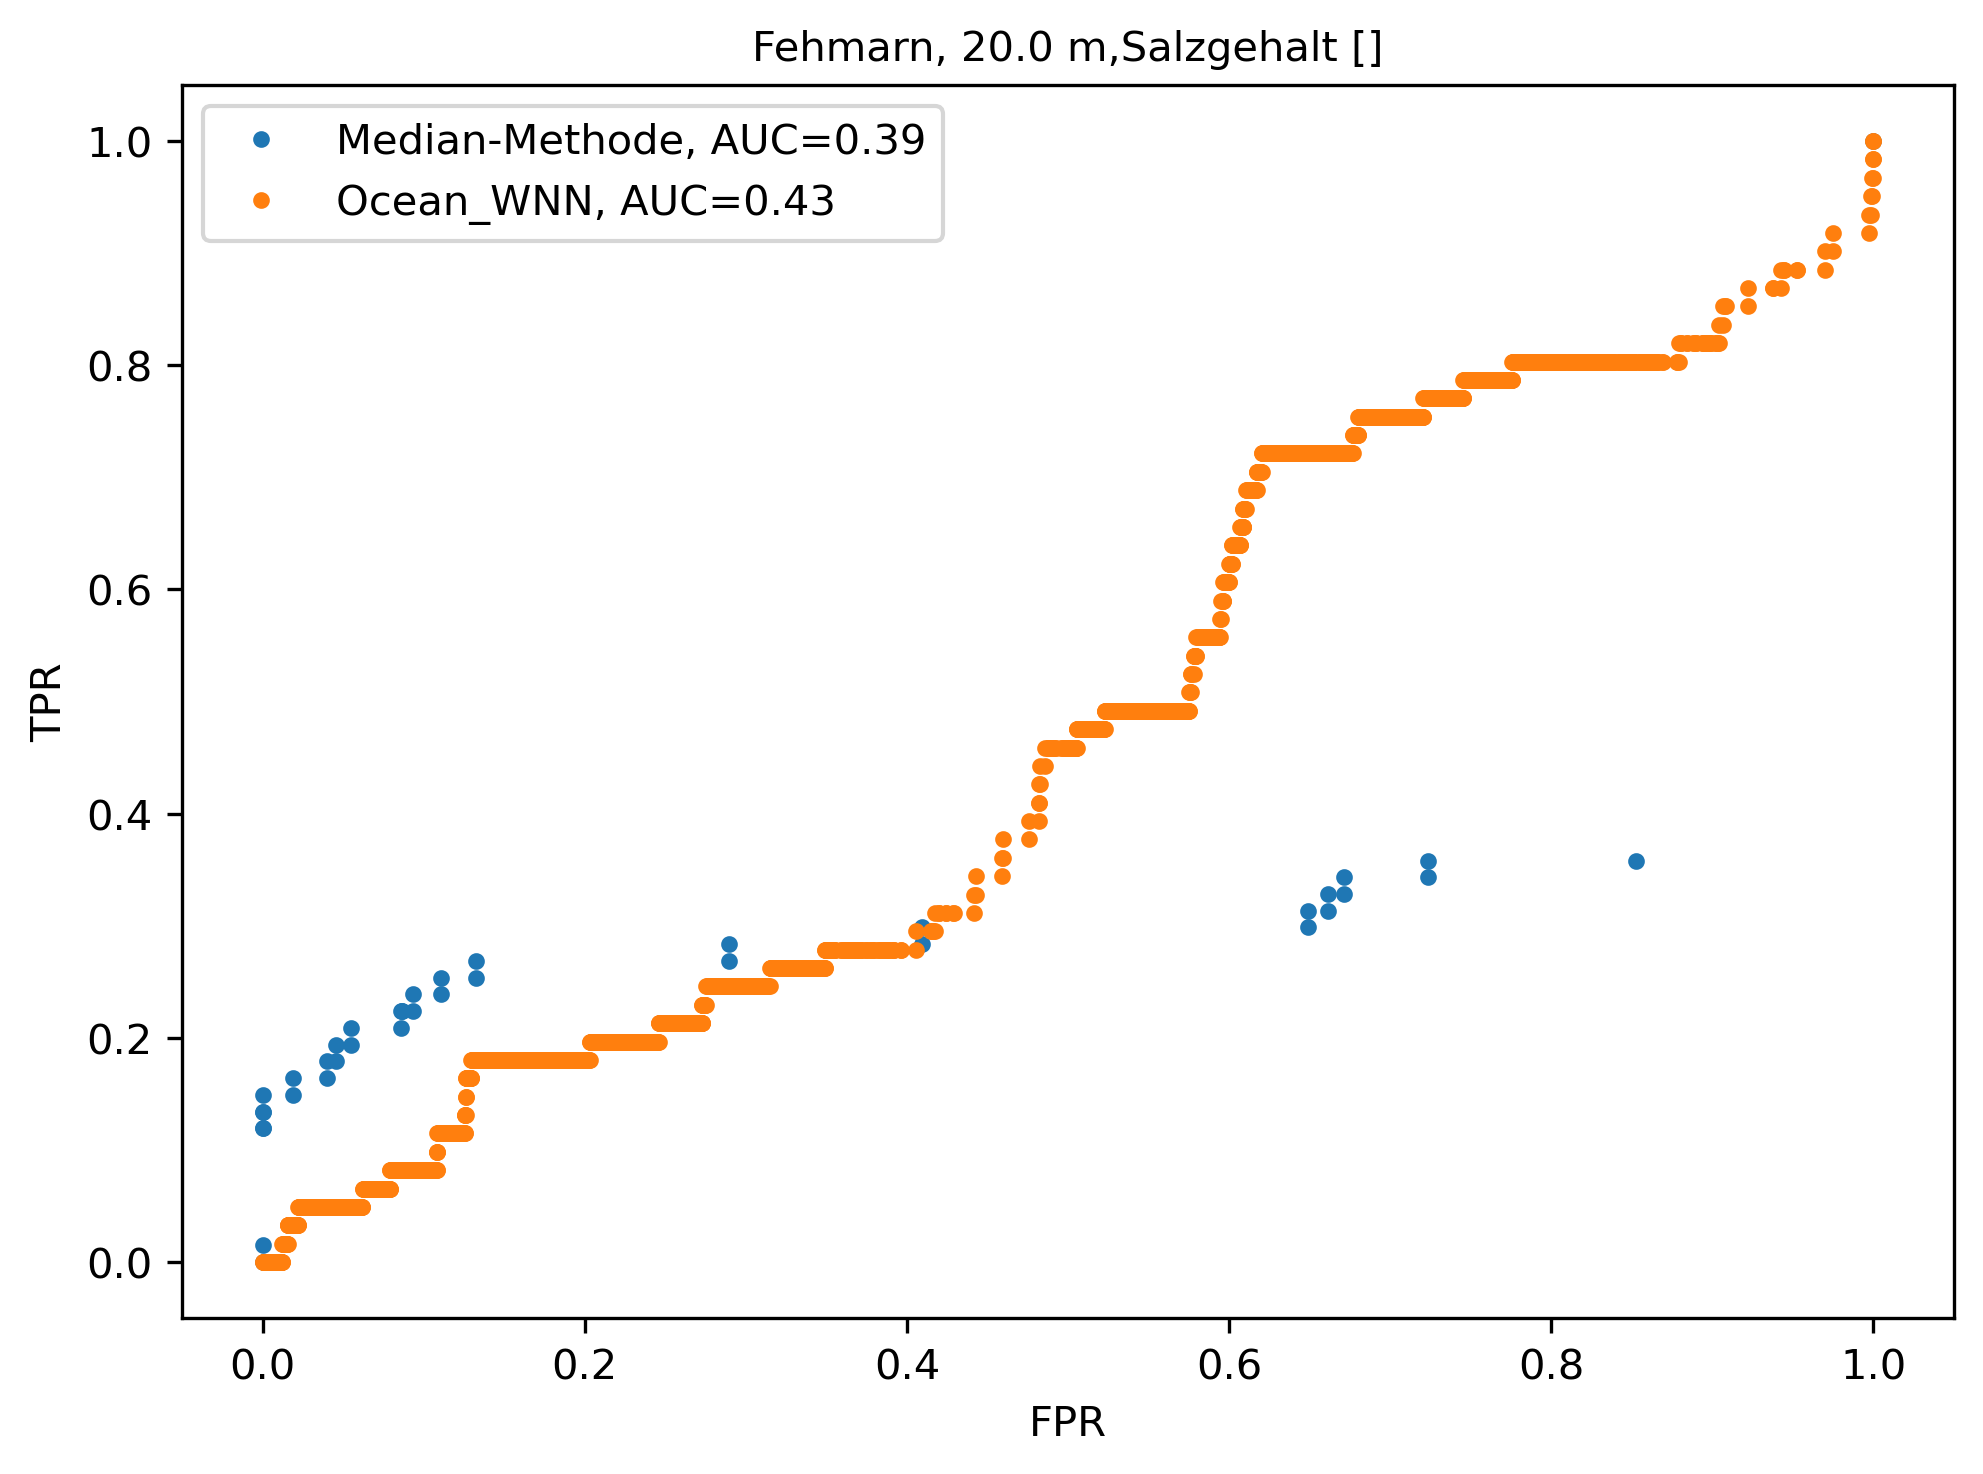 Fehmarn, 20.0 m,Salzgehalt []
Median-Methode, AUC=0.39
Ocean_WNN, AUC=0.43
1.0
0.8
0.6
0.4
0.2
0.0
TPR
0.0 0.2 0.4 0.6 0.8 1.0
FPR